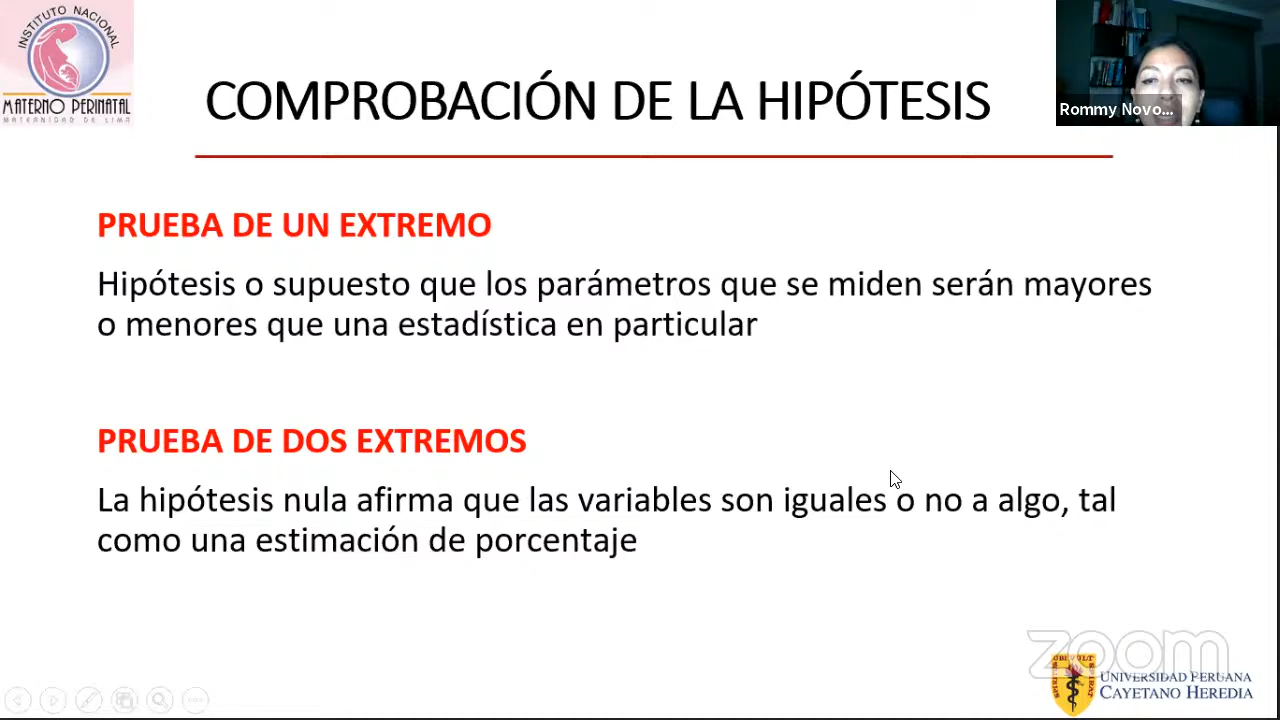 INSTITUTO NACIONAL
MATERNO PERINATAL
MATERNIDAD DE LIMA
COMPROBACIÓN DE LA HIPÓTESIS
Rommy Novo...
PRUEBA DE UN EXTREMO
Hipótesis o supuesto que los parámetros que se miden serán mayores
o menores que una estadística en particular
PRUEBA DE DOS EXTREMOS
La hipótesis nula afirma que las variables son iguales o no a algo, tal
como una estimación de porcentaje
zoom
UNIVERSIDAD PERUANA
CAYETANO HEREDIA